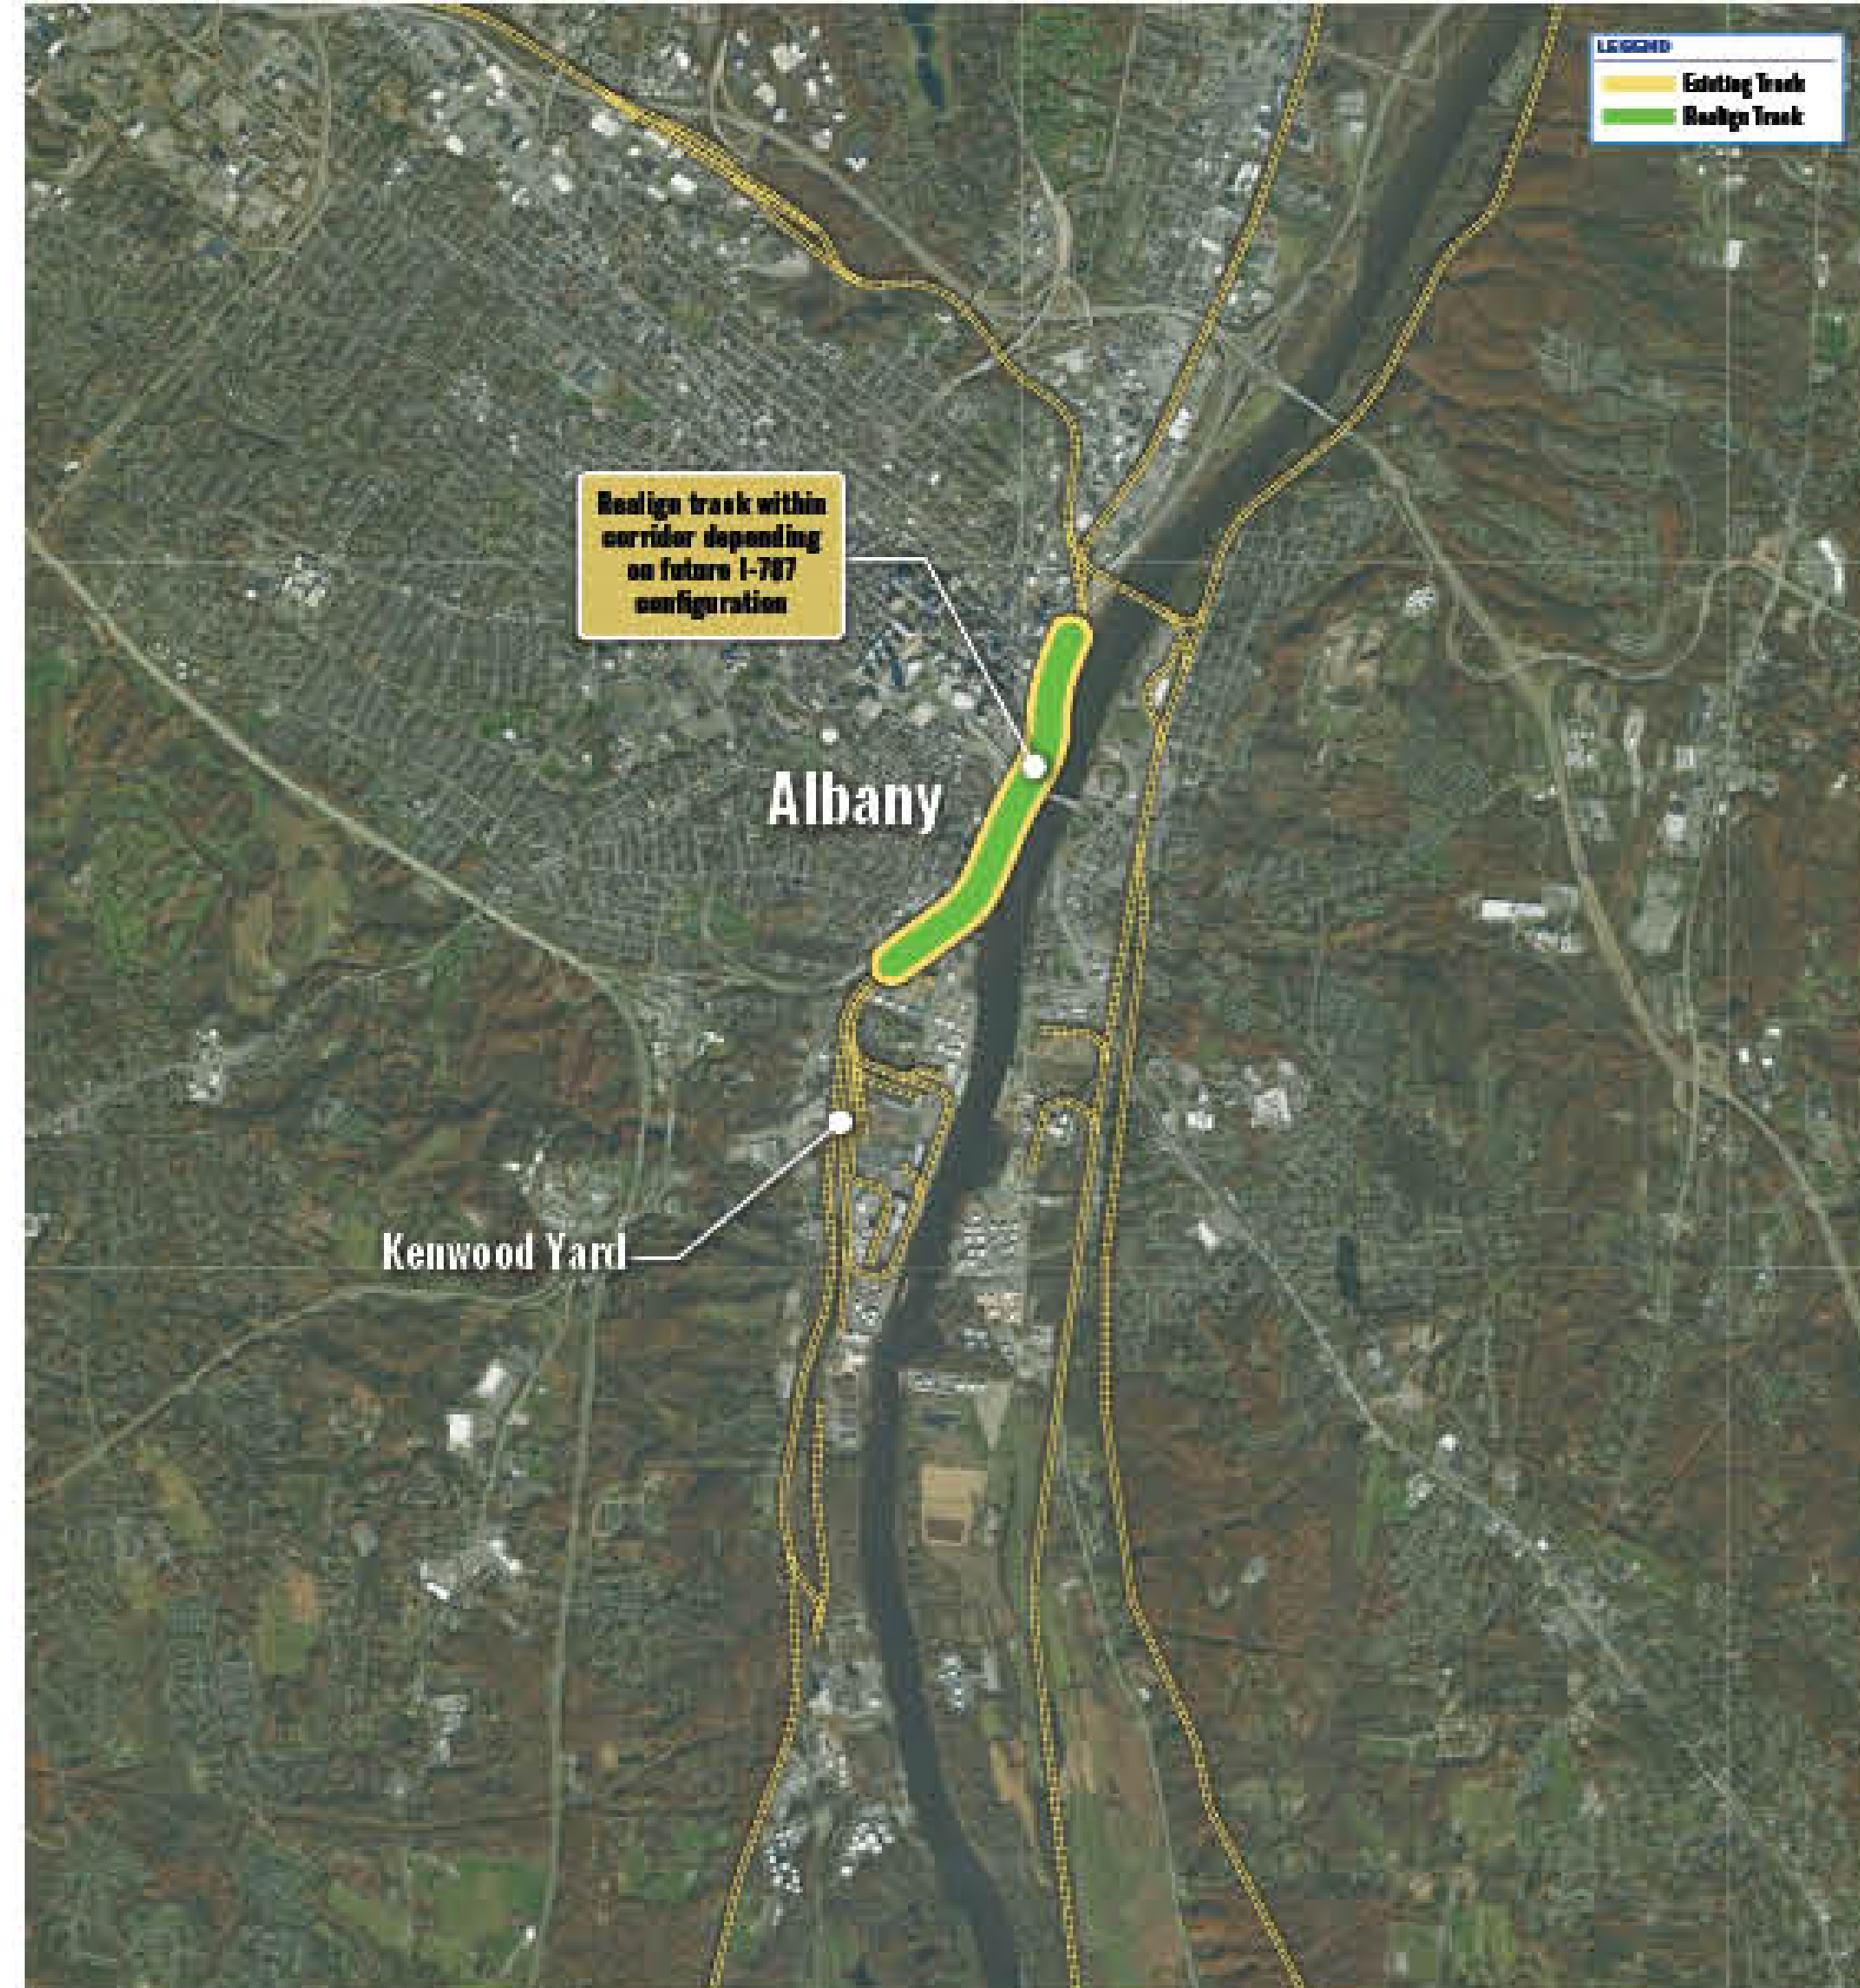 LEGEND
Existing Track
Realign Track
Realign track within
corridor depending
on future I-787
configuration
Albany
Kenwood Yard